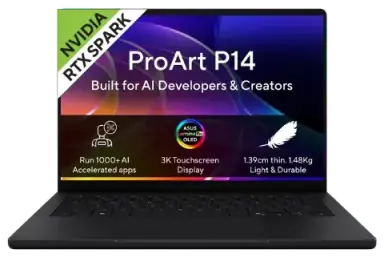 NVIDIA
RTX SPARK
ProArt P14
Built for AI Developers & Creators
ASUS
OLED
Run 1000+ AI
Accelerated apps
3K Touchscreen
Display
1.39cm thin. 1.48Kg
Light & Durable